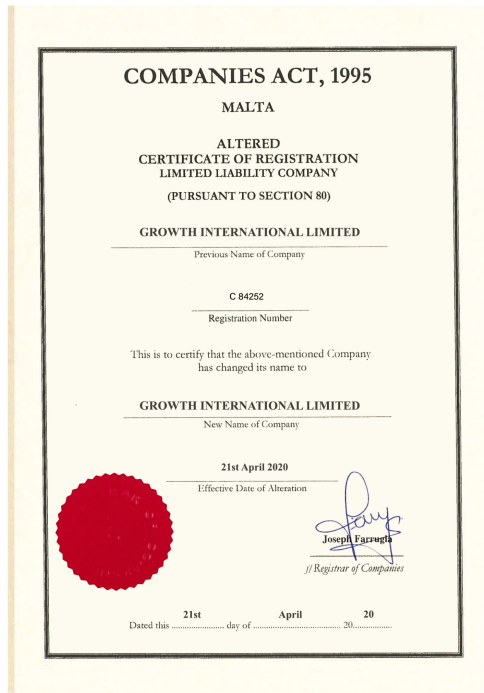 COMPANIES ACT, 1995
MALTA
ALTERED
CERTIFICATE OF REGISTRATION
LIMITED LIABILITY COMPANY
(PURSUANT TO SECTION 80)
GROWTH INTERNATIONAL LIMITED
Previous Name of Company
C 84252
Registration Number
This is to certify that the above-mentioned Company
has changed its name to
GROWTH INTERNATIONAL LIMITED
New Name of Company
21st April 2020
Effective Date of Alteration
Joseph Farrugia
// Registrar of Companies
21st April 20
Dated this ........................ day of ........................................ 20..................